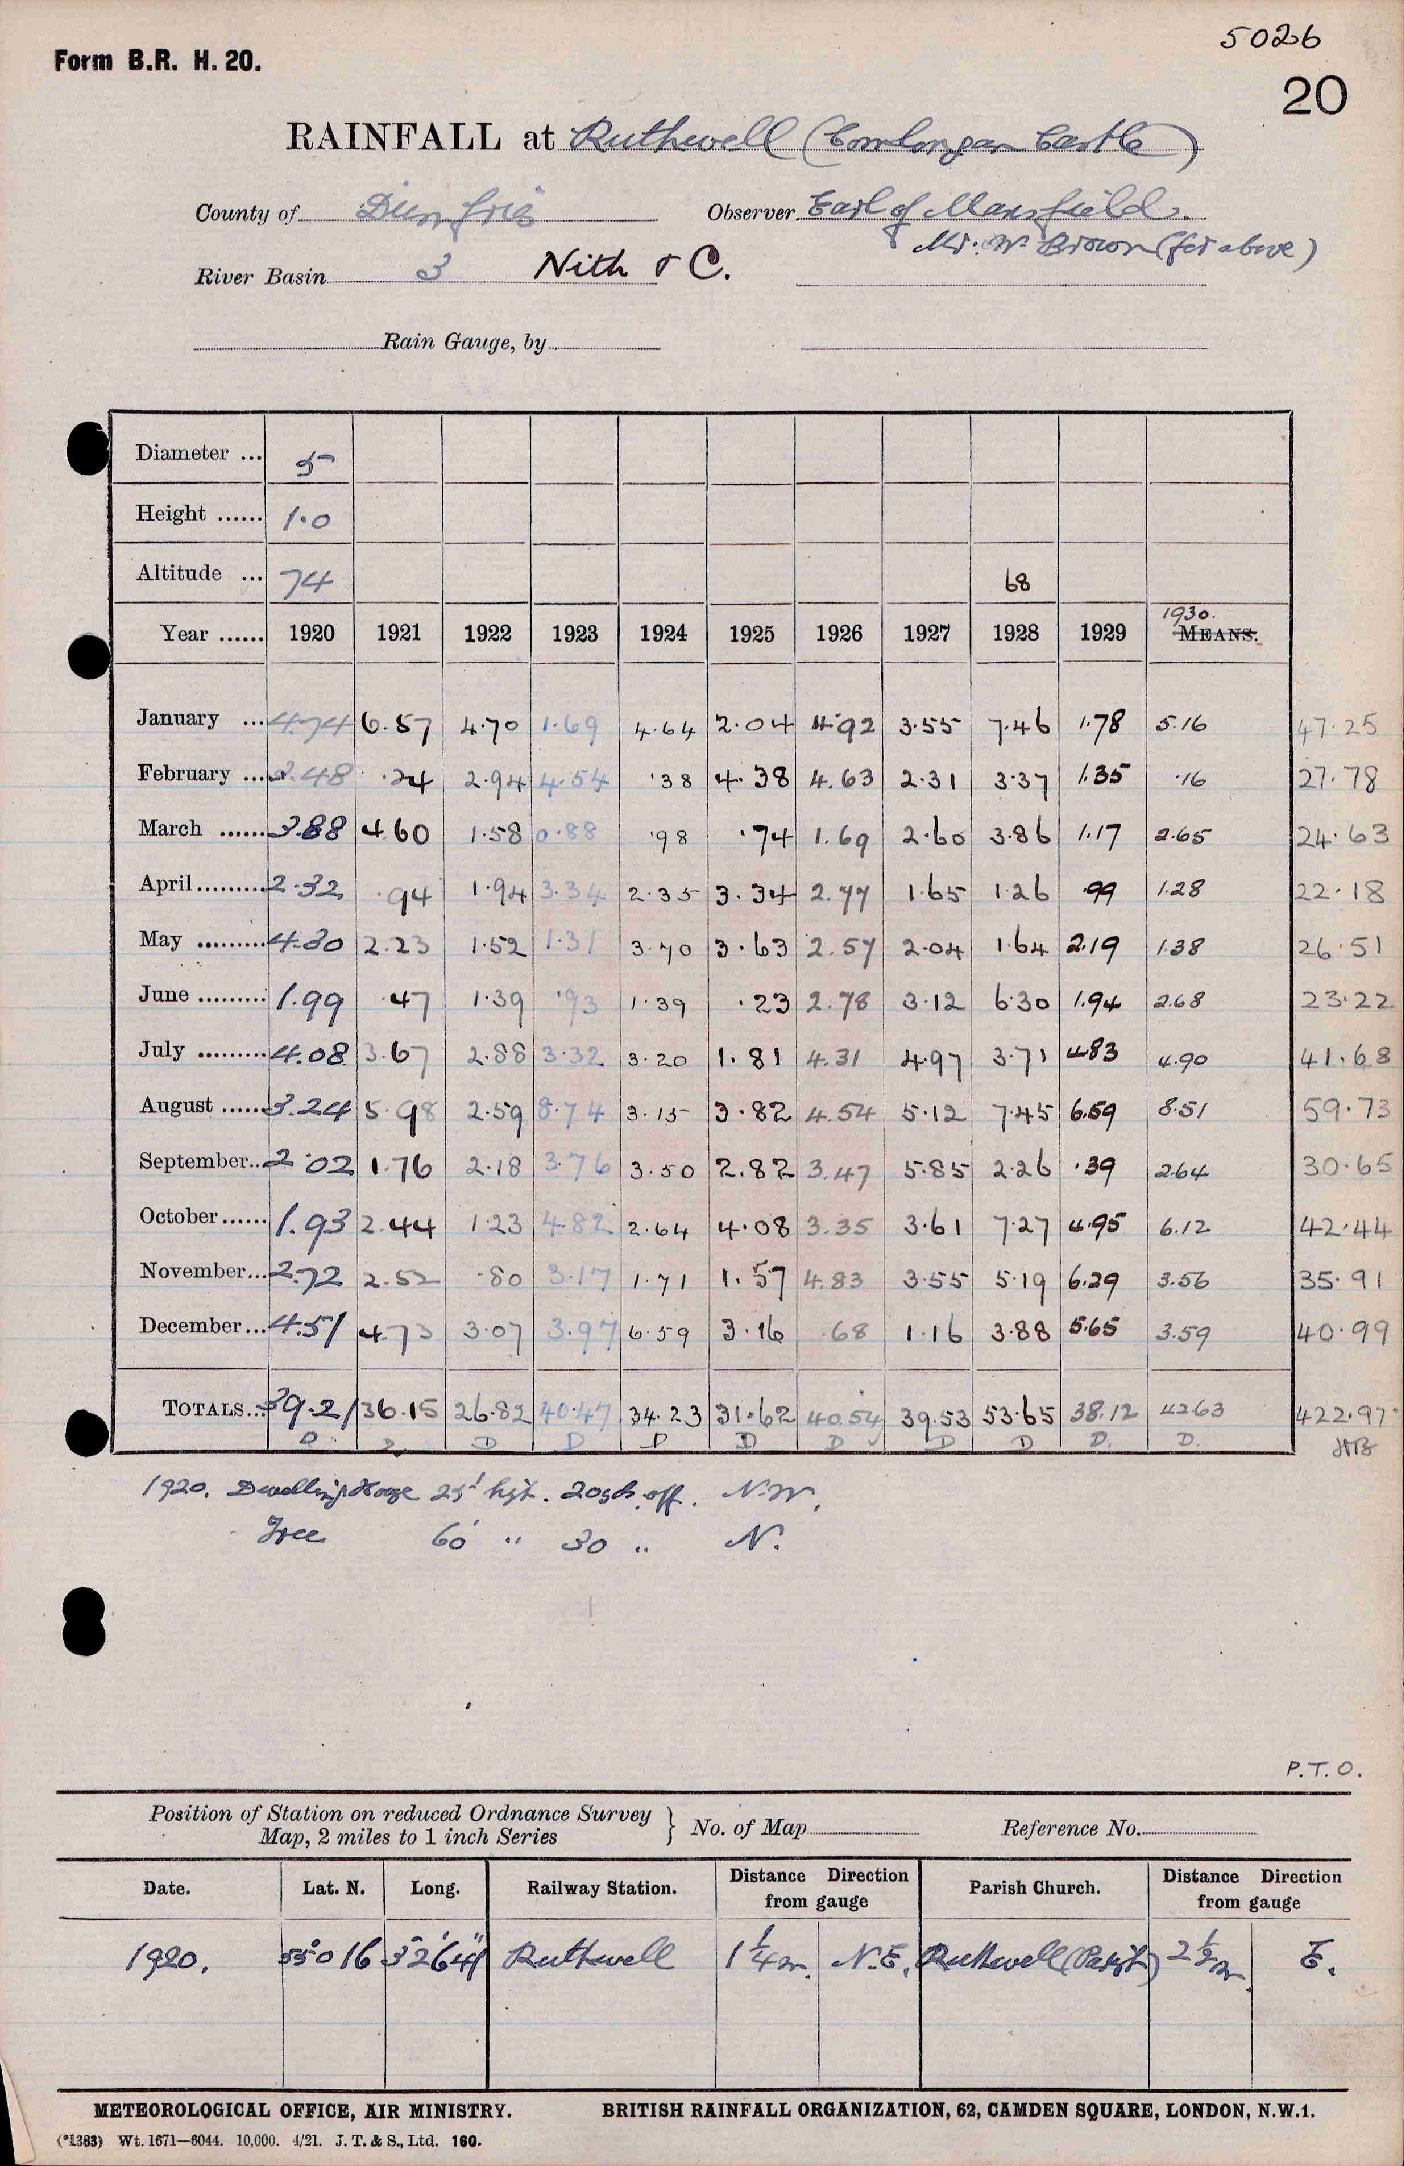 5026
Form B.R. H. 20.
20
RAINFALL at Ruthwell (Comlongan Castle)
County of Dumfries Observer Earl of Mansfield.
Mr. W. Brown (for above)
River Basin 3 Nith & C.
Rain Gauge, by
Diameter ... 5
Height ...... 1.0
Altitude ... 74 68
1930.
Year ...... 1920 1921 1922 1923 1924 1925 1926 1927 1928 1929 MEANS.
January ... 4.74 6.57 4.70 1.69 4.64 2.04 4.92 3.55 7.46 1.78 5.16 47.25
February ... 3.48 .24 2.94 4.54 .38 4.38 4.63 2.31 3.37 1.35 .16 27.78
March ...... 3.88 4.60 1.58 0.88 .98 .74 1.69 2.60 3.86 1.17 2.65 24.63
April ......... 2.32 .94 1.94 3.34 2.35 3.34 2.77 1.65 1.26 .99 1.28 22.18
May ......... 4.30 2.23 1.52 1.31 3.70 3.63 2.57 2.04 1.64 2.19 1.38 26.51
June ......... 1.99 .47 1.39 .93 1.39 .23 2.78 3.12 6.30 1.94 2.68 23.22
July ......... 4.08 3.67 2.88 3.32 3.20 1.81 4.31 4.97 3.71 4.83 4.90 41.68
August ...... 3.24 5.98 2.59 8.74 3.15 3.82 4.54 5.12 7.45 6.59 8.51 59.73
September... 2.02 1.76 2.18 3.76 3.50 2.82 3.47 5.85 2.26 .39 2.64 30.65
October ...... 1.93 2.44 1.23 4.82 2.64 4.08 3.35 3.61 7.27 4.95 6.12 42.44
November... 2.72 2.52 .80 3.17 1.71 1.57 4.83 3.55 5.19 6.29 3.56 35.91
December ... 4.51 4.73 3.07 3.97 6.59 3.16 .68 1.16 3.88 5.65 3.59 40.99
TOTALS... 39.21 36.15 26.82 40.47 34.23 31.62 40.54 39.53 53.65 38.12 42.63 422.97
D D D D D D D D D D. D.
1920. Dwelling House 25' hgt. 20yds off. N.W.
Tree 60' " 30 " N.
P.T.O.
Position of Station on reduced Ordnance Survey
Map, 2 miles to 1 inch Series } No. of Map Reference No.
Date. Lat. N. Long. Railway Station. Distance Direction from gauge Parish Church. Distance Direction from gauge
1920. 55° 0' 16 3° 26' 44" Ruthwell 1 1/4 m. N.E. Ruthwell (Parish) 2 1/2 m. E.
METEOROLOGICAL OFFICE, AIR MINISTRY. BRITISH RAINFALL ORGANIZATION, 62, CAMDEN SQUARE, LONDON, N.W.1.
(*1383) Wt. 1671—6044. 10,000. 4/21. J. T. & S., Ltd. 160.